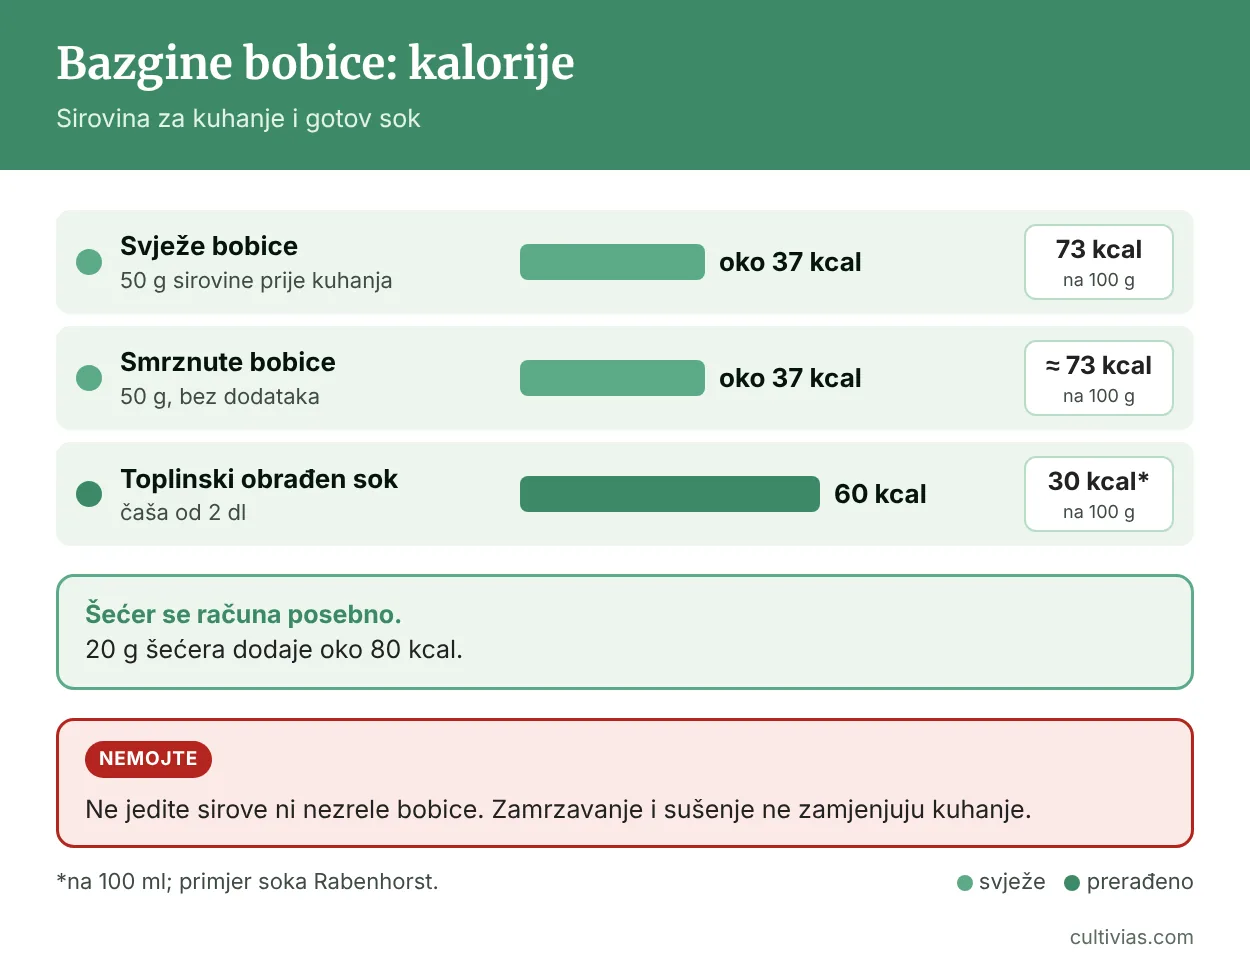 Bazgine bobice: kalorije
Sirovina za kuhanje i gotov sok
Svježe bobice
50 g sirovine prije kuhanja
oko 37 kcal
73 kcal
na 100 g
Smrznute bobice
50 g, bez dodataka
oko 37 kcal
≈ 73 kcal
na 100 g
Toplinski obrađen sok
čaša od 2 dl
60 kcal
30 kcal*
na 100 g
Šećer se računa posebno.
20 g šećera dodaje oko 80 kcal.
NEMOJTE
Ne jedite sirove ni nezrele bobice. Zamrzavanje i sušenje ne zamjenjuju kuhanje.
*na 100 ml; primjer soka Rabenhorst.
svježe prerađeno
cultivias.com